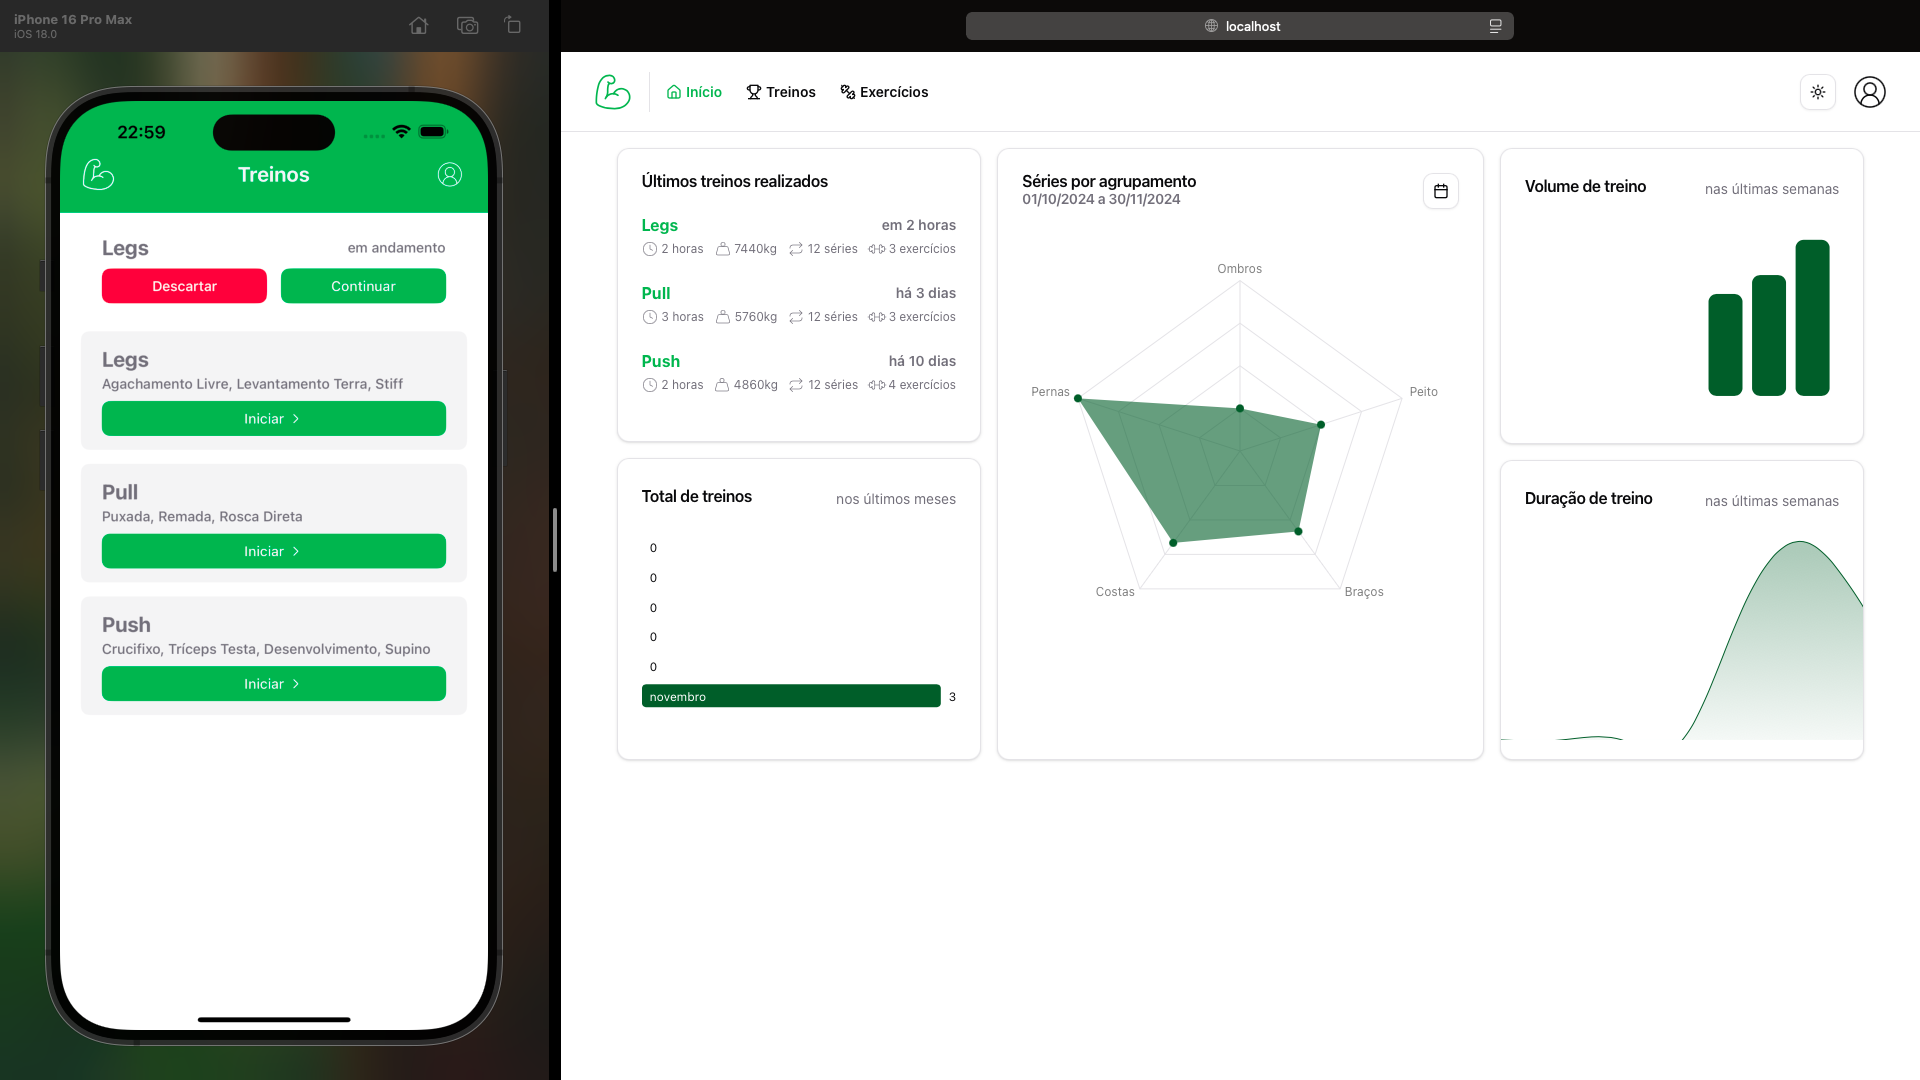 iPhone 16 Pro Max
iOS 18.0
22:59
Treinos
Legs
em andamento
Descartar
Continuar
Legs
Agachamento Livre, Levantamento Terra, Stiff
Iniciar
Pull
Puxada, Remada, Rosca Direta
Iniciar
Push
Crucifixo, Tríceps Testa, Desenvolvimento, Supino
Iniciar
localhost
Início
Treinos
Exercícios
Últimos treinos realizados
Legs
em 2 horas
2 horas 7440kg 12 séries 3 exercícios
Pull
há 3 dias
3 horas 5760kg 12 séries 3 exercícios
Push
há 10 dias
2 horas 4860kg 12 séries 4 exercícios
Total de treinos
nos últimos meses
0
0
0
0
0
novembro 3
Séries por agrupamento
01/10/2024 a 30/11/2024
Ombros
Pernas
Peito
Costas
Braços
Volume de treino
nas últimas semanas
Duração de treino
nas últimas semanas